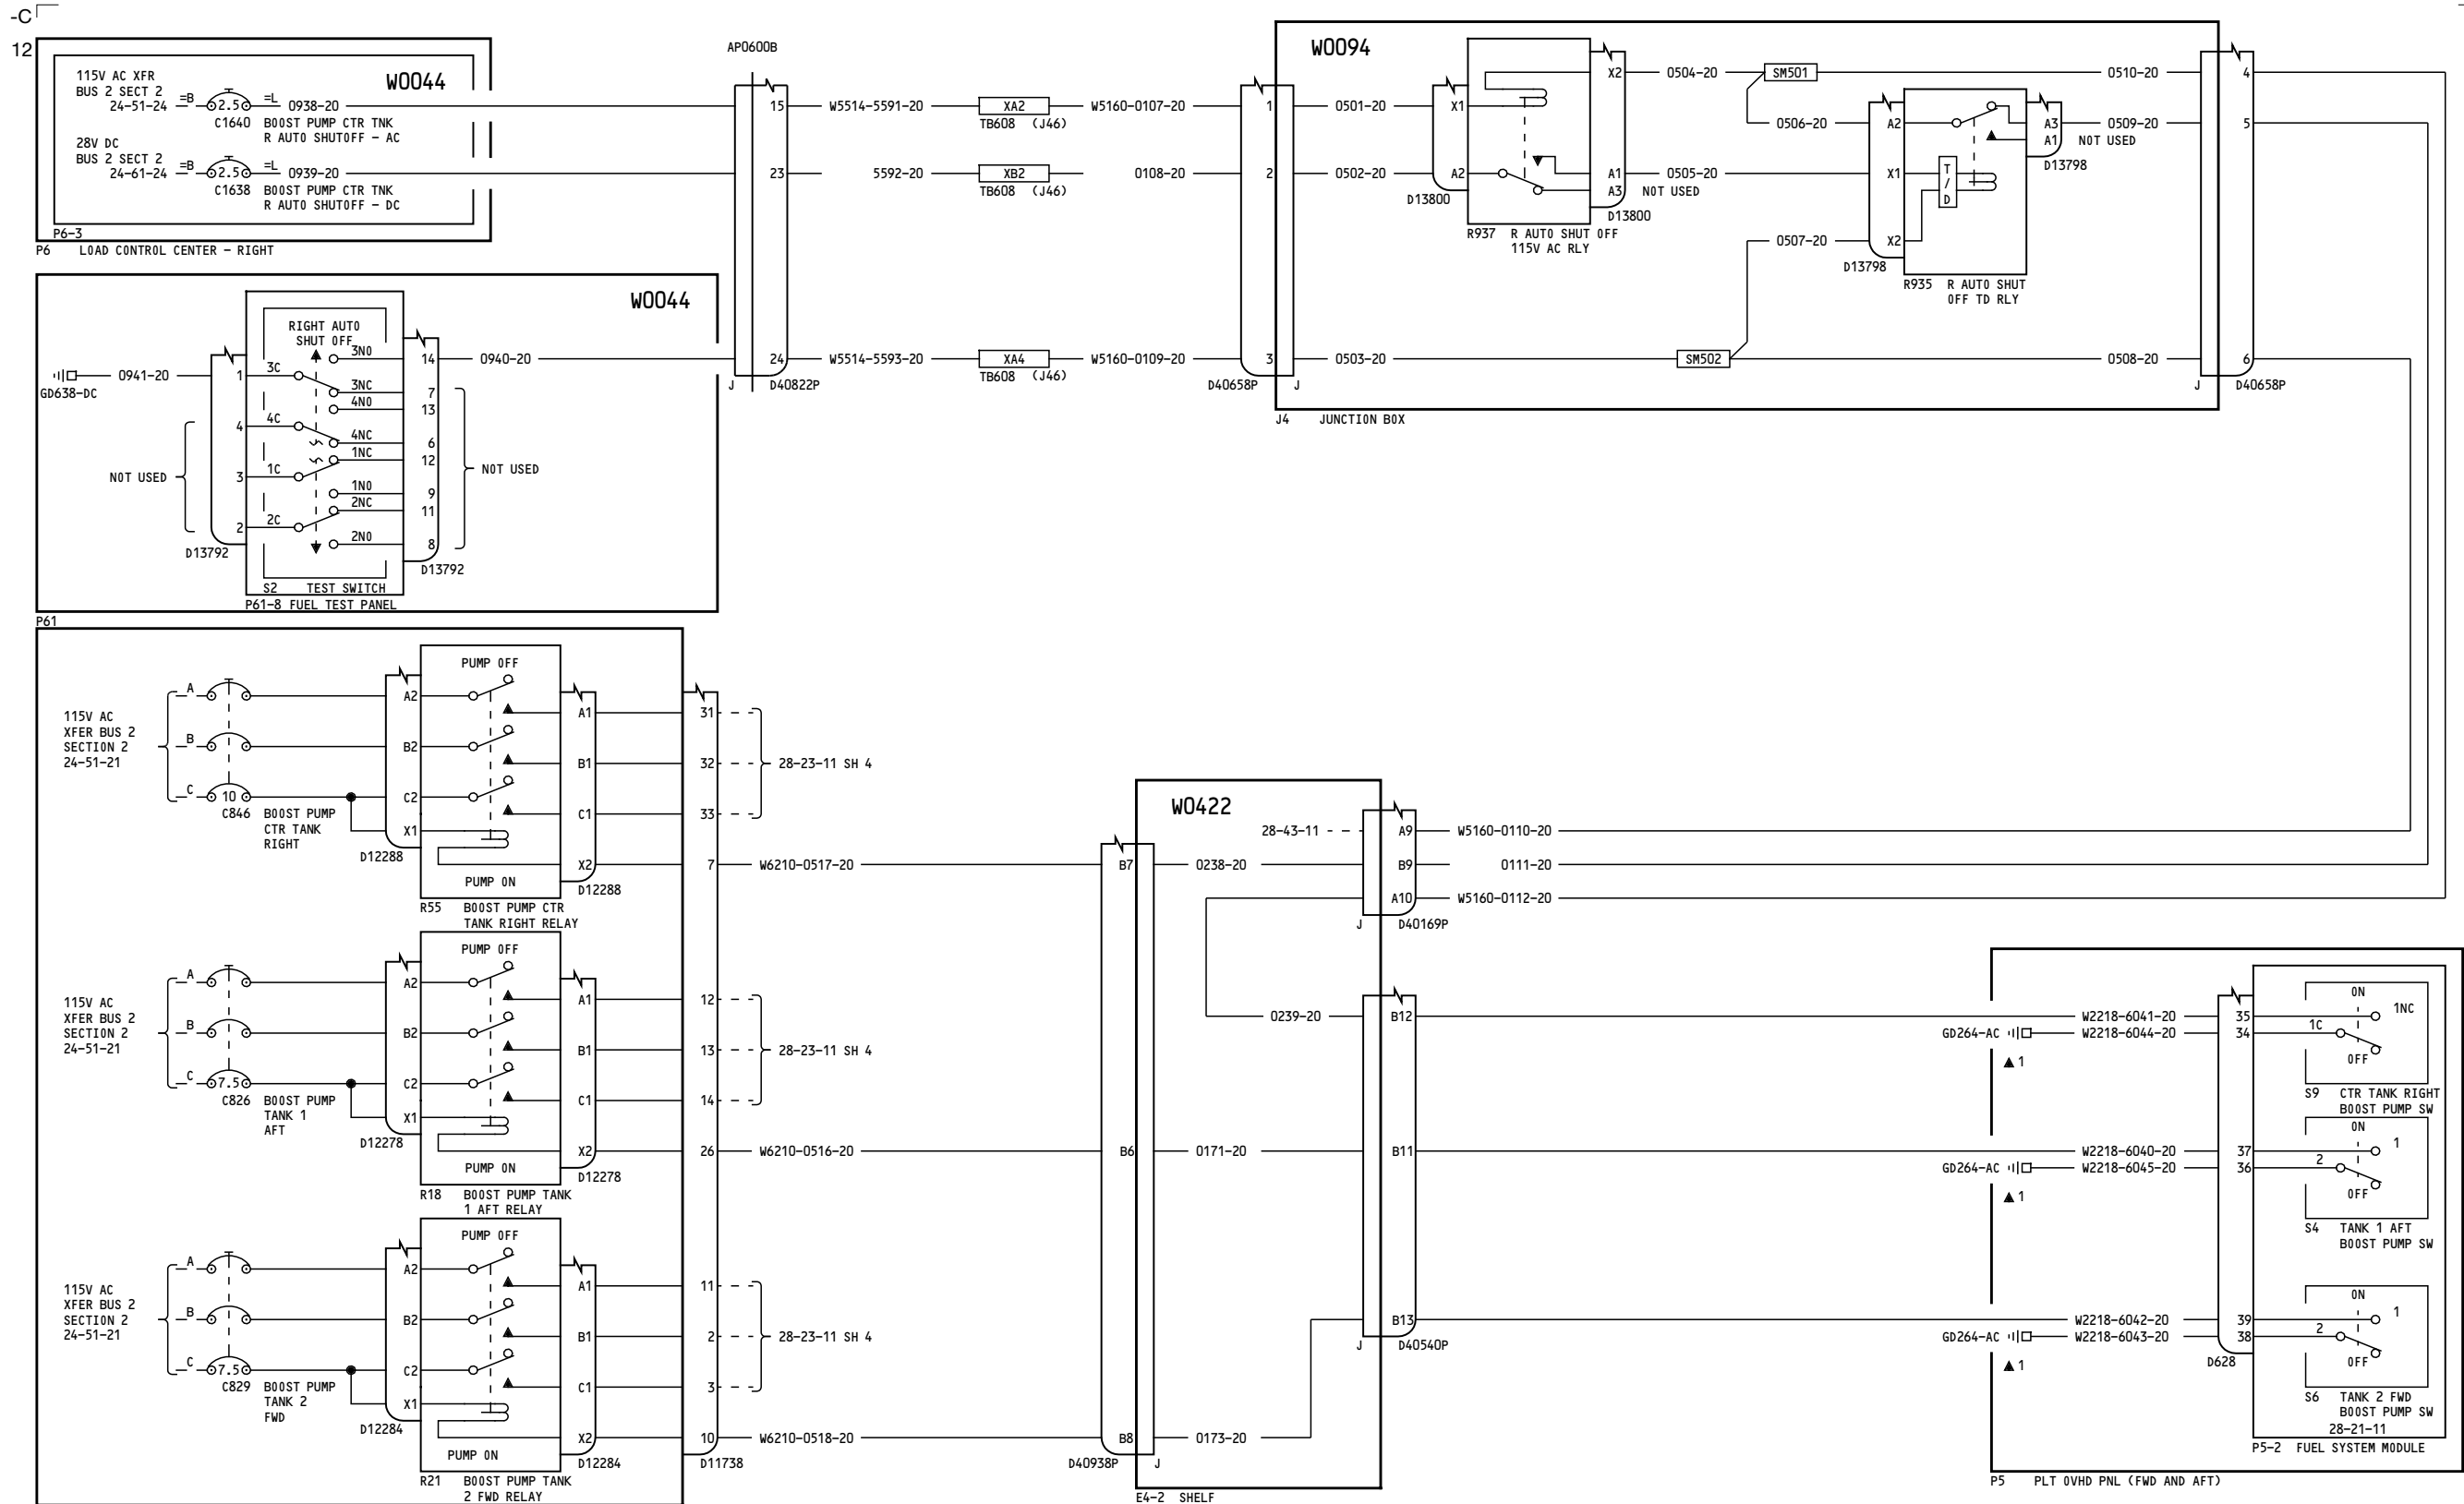 -C
12
W0044
115V AC XFR
BUS 2 SECT 2
24-51-24
=B
2.5
=L
0938-20
C1640
BOOST PUMP CTR TNK
R AUTO SHUTOFF - AC
28V DC
BUS 2 SECT 2
24-61-24
=B
2.5
=L
0939-20
C1638
BOOST PUMP CTR TNK
R AUTO SHUTOFF - DC
P6-3
P6 LOAD CONTROL CENTER - RIGHT
AP0600B
15
23
24
J
D40822P
W5514-5591-20
XA2
TB608 (J46)
W5160-0107-20
5592-20
XB2
TB608 (J46)
0108-20
W5514-5593-20
XA4
TB608 (J46)
W5160-0109-20
1
2
3
D40658P
J
W0094
0501-20
0502-20
0503-20
X1
A2
D13800
X2
A1
A3
D13800
NOT USED
R937 R AUTO SHUT OFF
115V AC RLY
0504-20
SM501
0510-20
0506-20
0505-20
0507-20
SM502
0508-20
A2
X1
X2
D13798
T
/
D
A3
A1
D13798
0509-20
NOT USED
R935 R AUTO SHUT
OFF TD RLY
4
5
6
J
D40658P
J4 JUNCTION BOX
W0044
GD638-DC
0941-20
RIGHT AUTO
SHUT OFF
1
4
3
2
D13792
NOT USED
3C
4C
1C
2C
3NO
3NC
4NO
4NC
1NC
1NO
2NC
2NO
14
7
13
6
12
9
11
8
D13792
0940-20
NOT USED
S2 TEST SWITCH
P61-8 FUEL TEST PANEL
P61
115V AC
XFER BUS 2
SECTION 2
24-51-21
A
B
C
10
C846
BOOST PUMP
CTR TANK
RIGHT
A2
B2
C2
X1
D12288
PUMP OFF
PUMP ON
A1
B1
C1
X2
D12288
R55 BOOST PUMP CTR
TANK RIGHT RELAY
31
32
33
7
28-23-11 SH 4
W6210-0517-20
115V AC
XFER BUS 2
SECTION 2
24-51-21
A
B
C
7.5
C826
BOOST PUMP
TANK 1
AFT
A2
B2
C2
X1
D12278
PUMP OFF
PUMP ON
A1
B1
C1
X2
D12278
R18 BOOST PUMP TANK
1 AFT RELAY
12
13
14
26
28-23-11 SH 4
W6210-0516-20
115V AC
XFER BUS 2
SECTION 2
24-51-21
A
B
C
7.5
C829
BOOST PUMP
TANK 2
FWD
A2
B2
C2
X1
D12284
PUMP OFF
PUMP ON
A1
B1
C1
X2
D12284
R21 BOOST PUMP TANK
2 FWD RELAY
11
2
3
10
D11738
28-23-11 SH 4
W6210-0518-20
W0422
B7
B6
B8
D40938P
J
28-43-11
0238-20
0239-20
0171-20
0173-20
A9
B9
A10
J
D40169P
W5160-0110-20
0111-20
W5160-0112-20
B12
B11
B13
J
D40540P
E4-2 SHELF
W2218-6041-20
GD264-AC
W2218-6044-20
1
W2218-6040-20
GD264-AC
W2218-6045-20
1
W2218-6042-20
GD264-AC
W2218-6043-20
1
35
34
37
36
39
38
D628
ON
1NC
1C
OFF
S9 CTR TANK RIGHT
BOOST PUMP SW
ON
1
2
OFF
S4 TANK 1 AFT
BOOST PUMP SW
ON
1
2
OFF
S6 TANK 2 FWD
BOOST PUMP SW
28-21-11
P5-2 FUEL SYSTEM MODULE
P5 PLT OVHD PNL (FWD AND AFT)